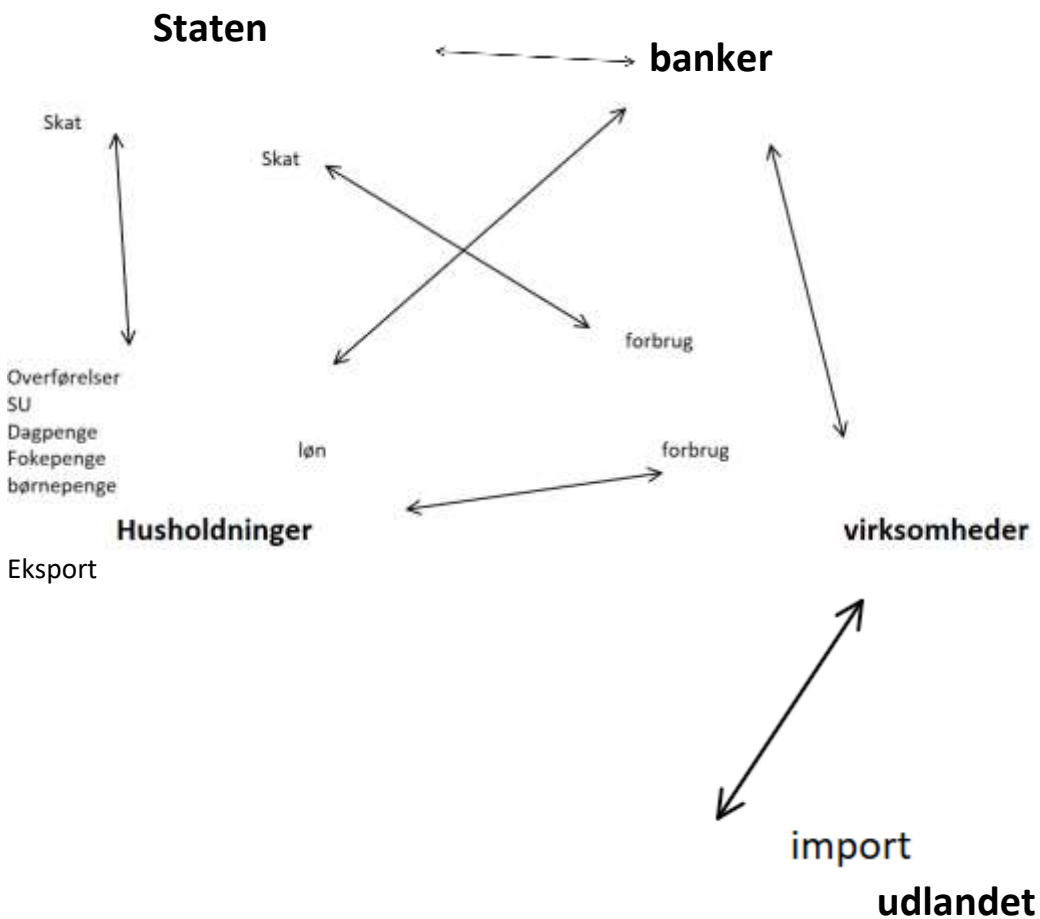 Staten
banker
Skat
Skat
forbrug
Overførelser
SU
Dagpenge
Fokepenge
børnepenge
løn
forbrug
Husholdninger
virksomheder
Eksport
import
udlandet